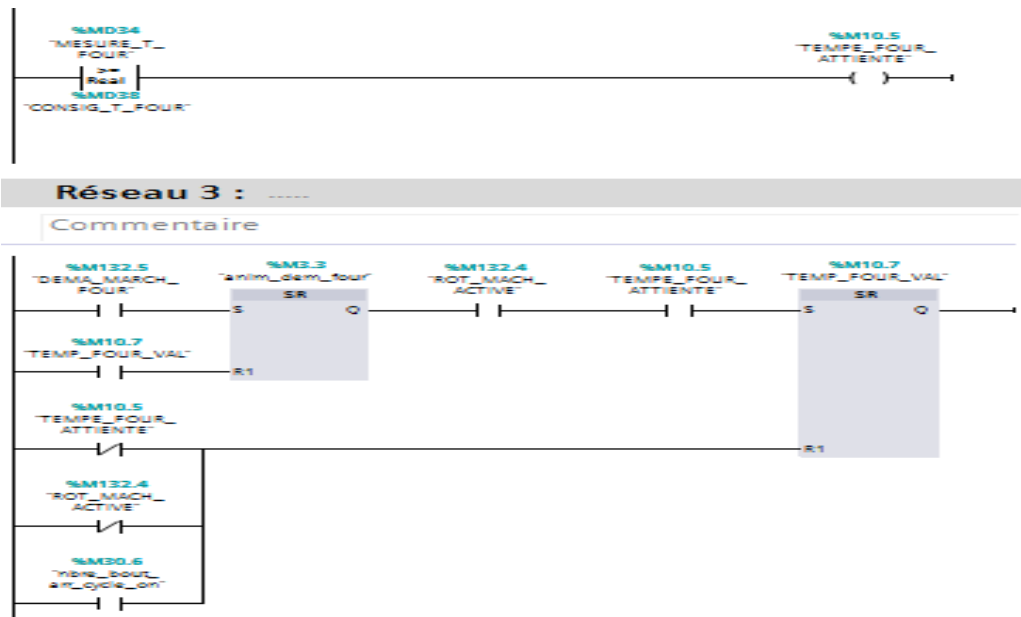 %MD34
"MESURE_T_
FOUR"
>=
Real
%MD38
"CONSIG_T_FOUR"
%M10.5
"TEMPE_FOUR_
ATTIENTE"
Réseau 3 : .....
Commentaire
%M132.5
"DEMA_MARCH_
FOUR"
%M3.3
"anim_dem_four"
SR
S
Q
%M132.4
"ROT_MACH_
ACTIVE"
%M10.5
"TEMPE_FOUR_
ATTIENTE"
%M10.7
"TEMP_FOUR_VAL"
SR
S
Q
%M10.7
"TEMP_FOUR_VAL"
R1
%M10.5
"TEMPE_FOUR_
ATTIENTE"
R1
%M132.4
"ROT_MACH_
ACTIVE"
%M30.6
"nbre_bout_
arr_cycle_on"